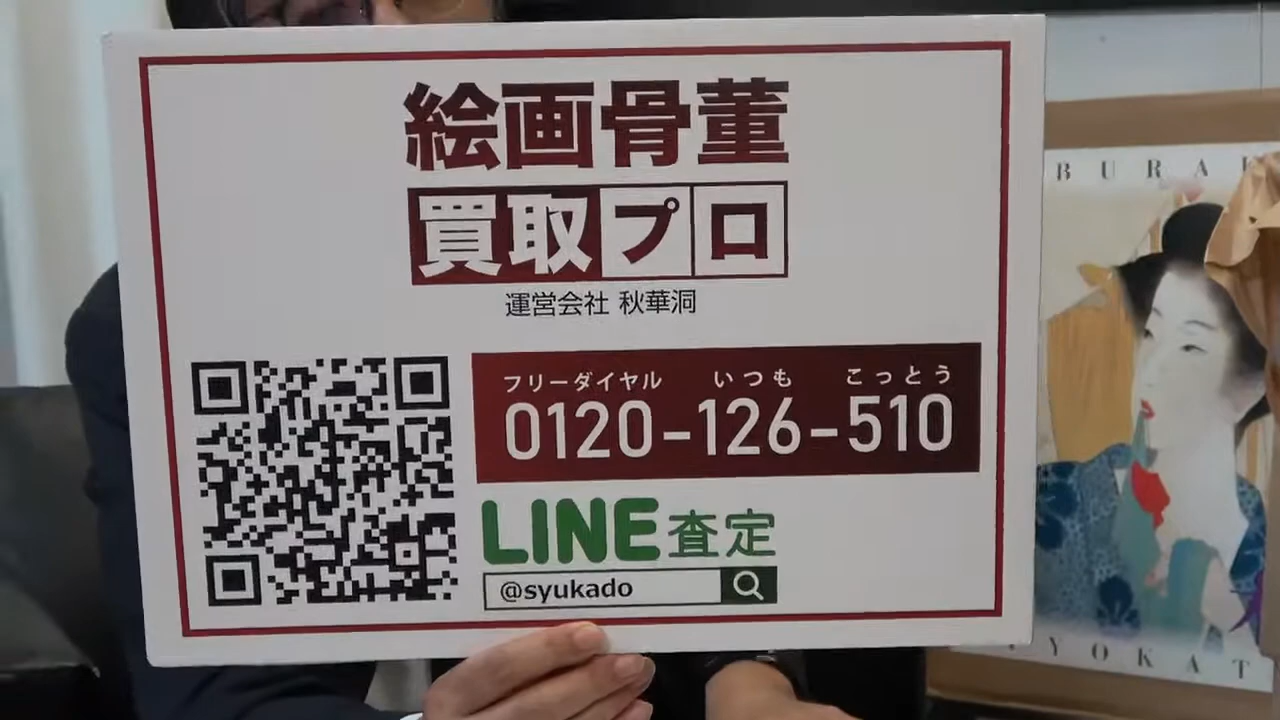 絵画骨董
買取プロ
運営会社 秋華洞
フリーダイヤル いつも こっとう
0120-126-510
LINE査定
@syukado
BURA
YOKAT